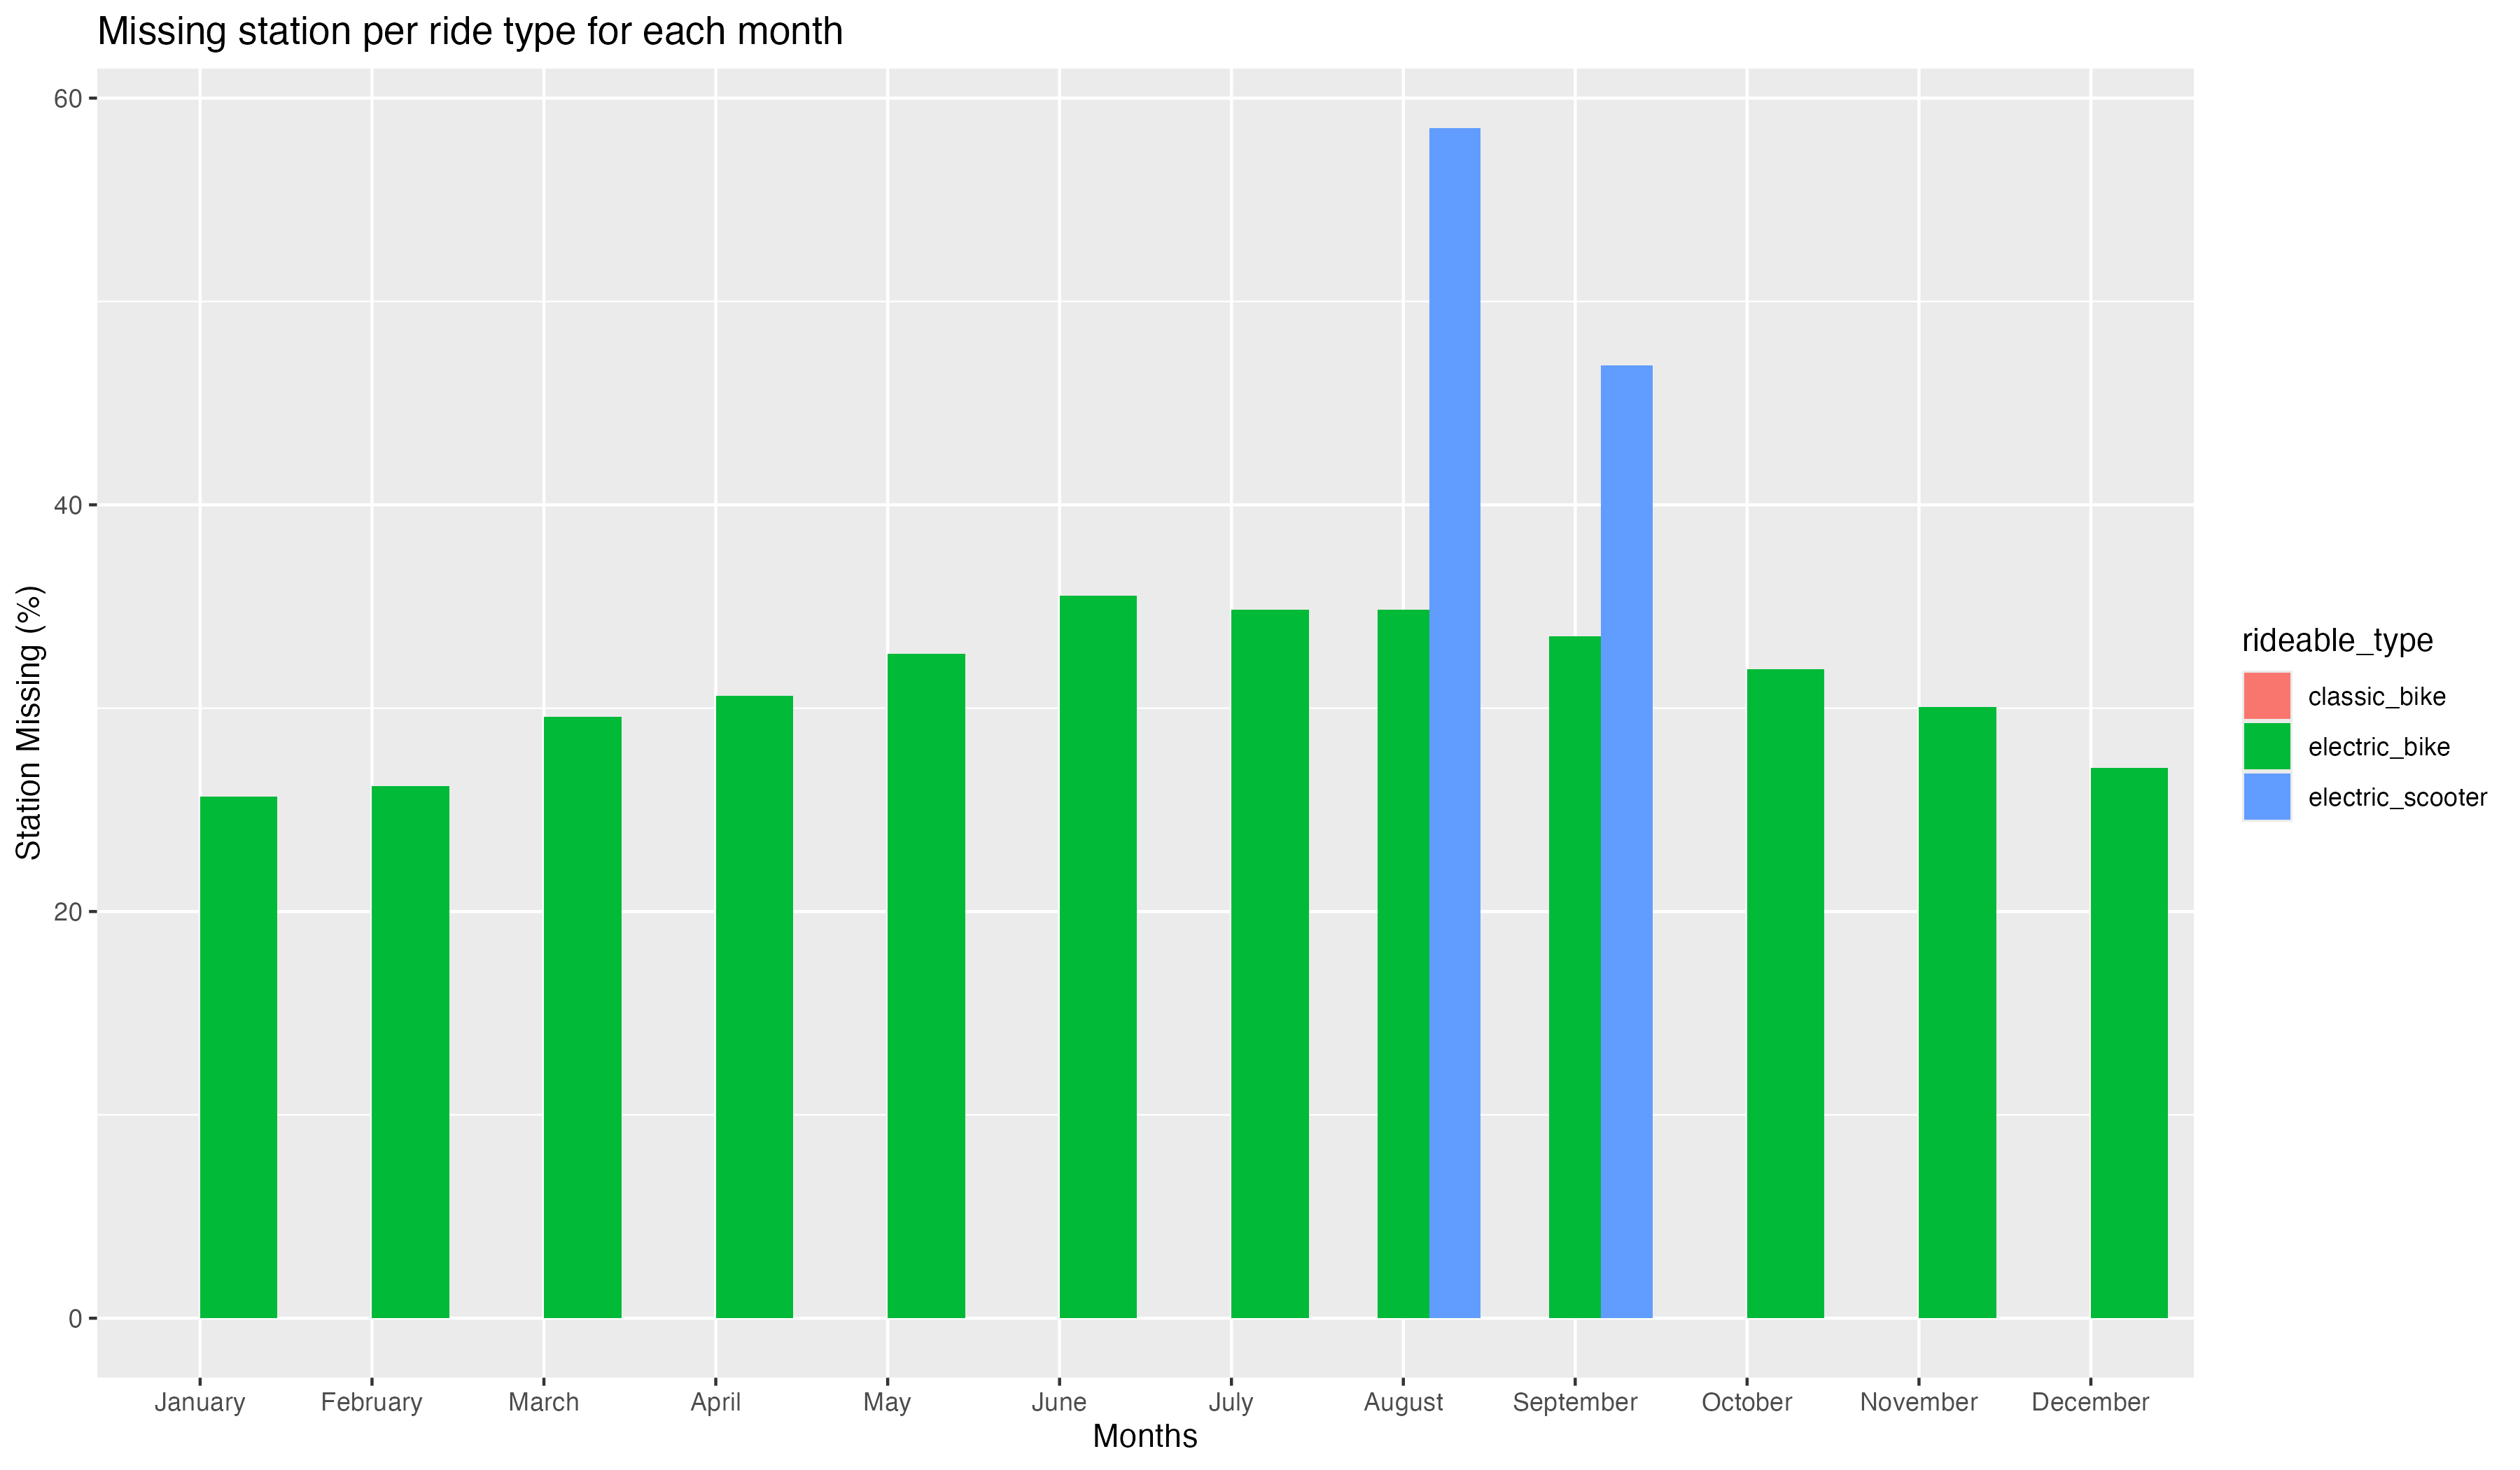 Missing station per ride type for each month
60
40
20
0
Station Missing (%)
January February March April May June July August September October November December
Months
rideable_type
classic_bike
electric_bike
electric_scooter